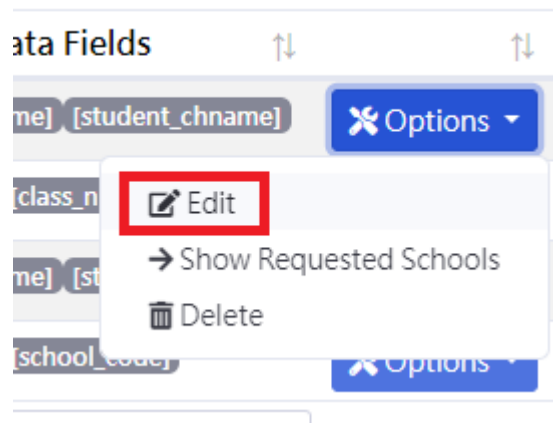 ata Fields
me] [student_chname] Options
[class_n
Edit
Show Requested Schools
me] [st
Delete
[school_code] Options